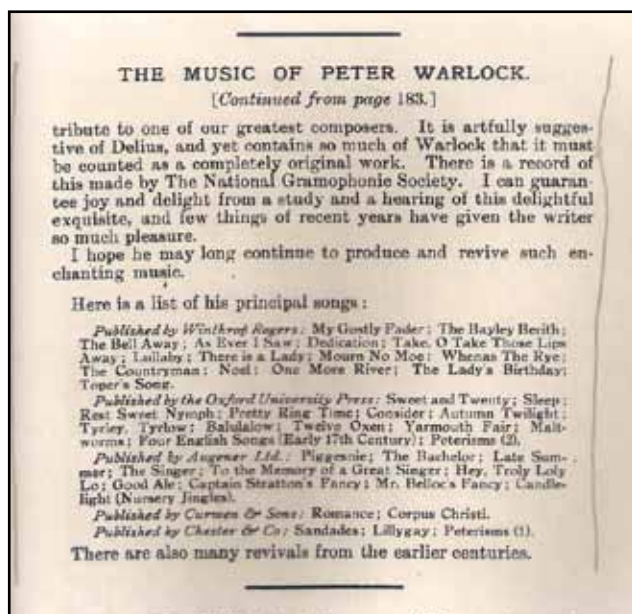 THE MUSIC OF PETER WARLOCK.
[Continued from page 183.]
tribute to one of our greatest composers. It is artfully sugges-
tive of Delius, and yet contains so much of Warlock that it must
be counted as a completely original work. There is a record of
this made by The National Gramophonic Society. I can guaran-
tee joy and delight from a study and a hearing of this delightful
exquisite, and few things of recent years have given the writer
so much pleasure.
I hope he may long continue to produce and revive such en-
chanting music.
Here is a list of his principal songs :
Published by Winthrop Rogers: My Gostly Fader; The Bayley Berith;
The Bell Away; As Ever I Saw; Dedication; Take, O Take Those Lips
Away; Lullaby; There is a Lady; Mourn No Moe; Whenas The Rye;
The Countryman; Noel; One More River; The Lady's Birthday;
Toper's Song.
Published by the Oxford University Press: Sweet and Twenty; Sleep;
Rest Sweet Nymph; Pretty Ring Time; Consider; Autumn Twilight;
Tyrley, Tyrlow; Balulalow; Twelve Oxen; Yarmouth Fair; Malt-
worms; Four English Songs (Early 17th Century); Peterisms (2).
Published by Augener Ltd.: Piggesnie; The Bachelor; Late Sum-
mer; The Singer; To the Memory of a Great Singer; Hey, Troly Loly
Lo; Good Ale; Captain Stratton's Fancy; Mr. Belloc's Fancy; Candle-
light (Nursery Jingles).
Published by Curwen & Sons: Romance; Corpus Christi.
Published by Chester & Co: Sandades; Lillygay; Peterisms (1).
There are also many revivals from the earlier centuries.